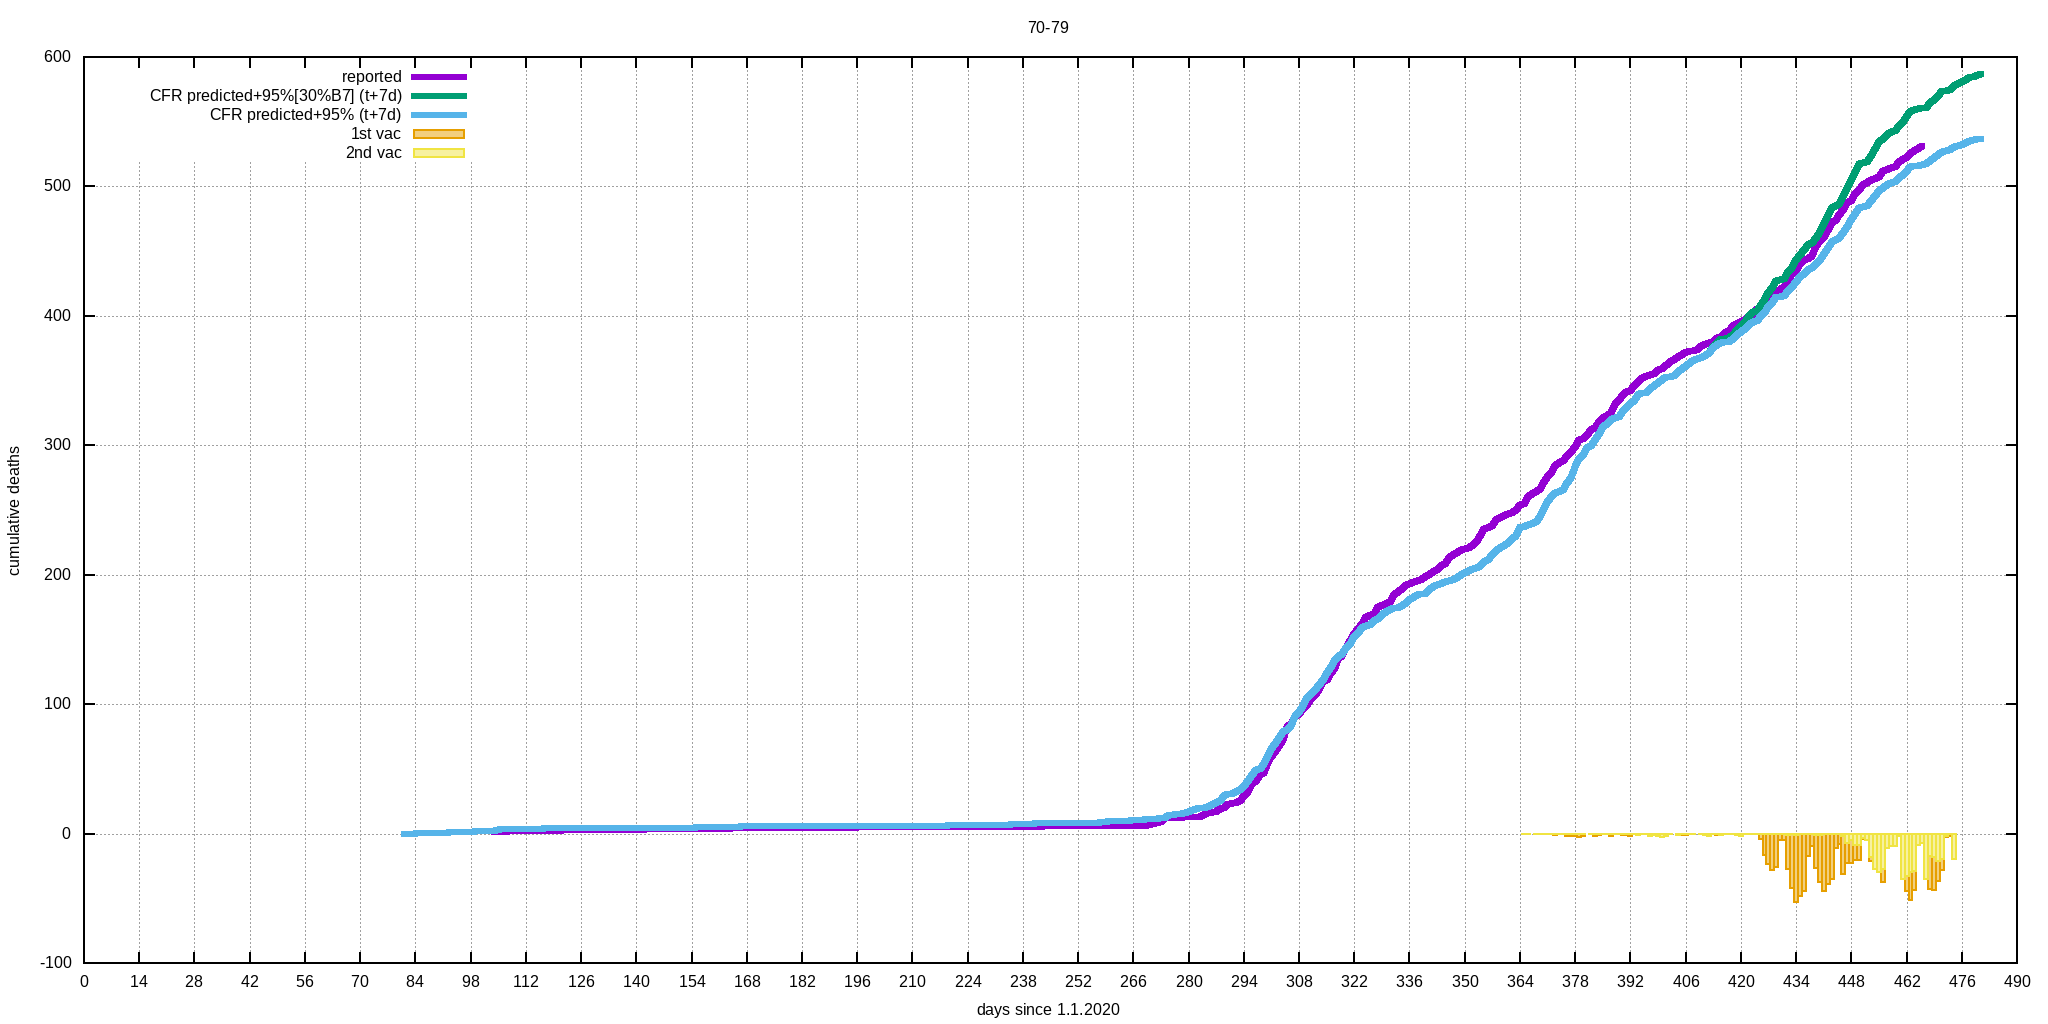 70-79
600
500
400
300
200
100
0
-100
cumulative deaths
reported
CFR predicted+95%[30%B7] (t+7d)
CFR predicted+95% (t+7d)
1st vac
2nd vac
0 14 28 42 56 70 84 98 112 126 140 154 168 182 196 210 224 238 252 266 280 294 308 322 336 350 364 378 392 406 420 434 448 462 476 490
days since 1.1.2020